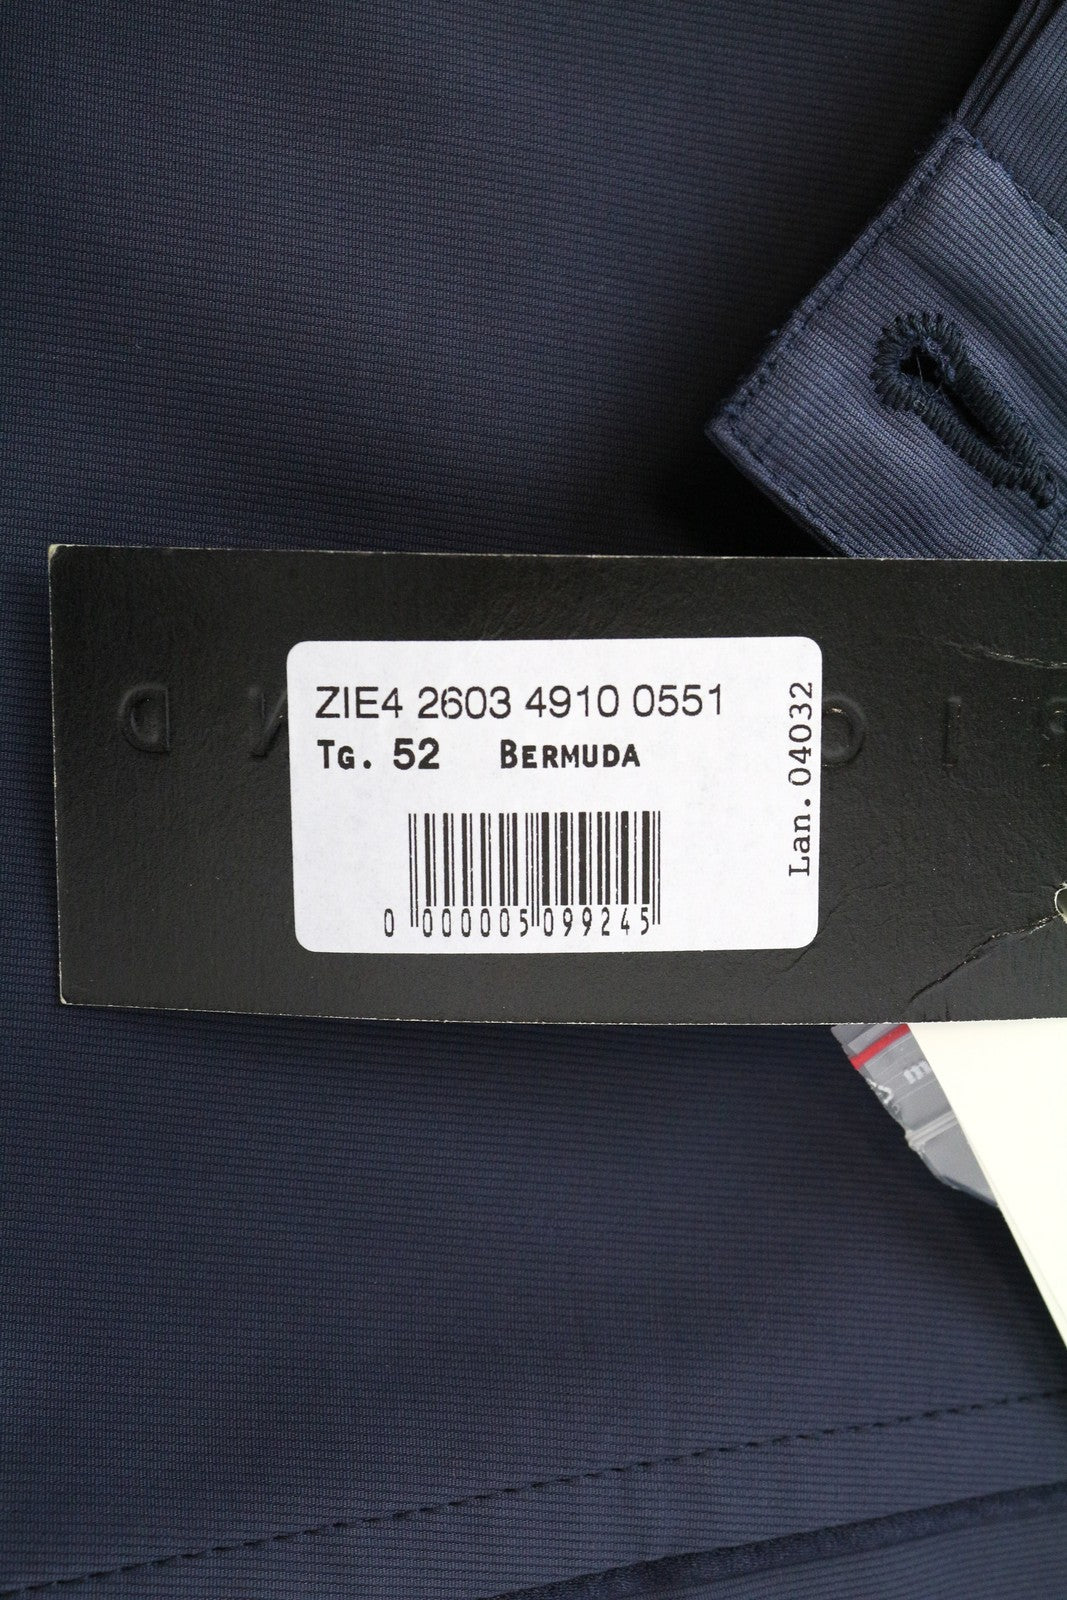 ZIE4 2603 4910 0551
TG. 52 BERMUDA
Lan. 04032
0 000005 099245